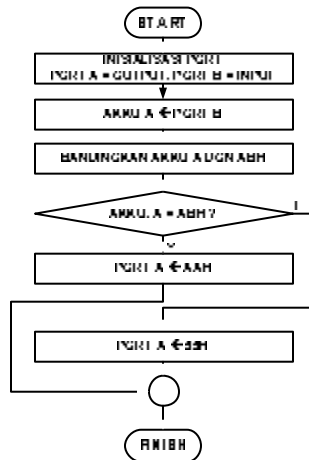 START
INISIALISASI PORT
PORT A = OUTPUT, PORT B = INPUT
AKKU A ← PORT B
BANDINGKAN AKKU A DGN ABH
AKKU. A = ABH ?
PORT A ← AAH
PORT A ← 55H
FINISH